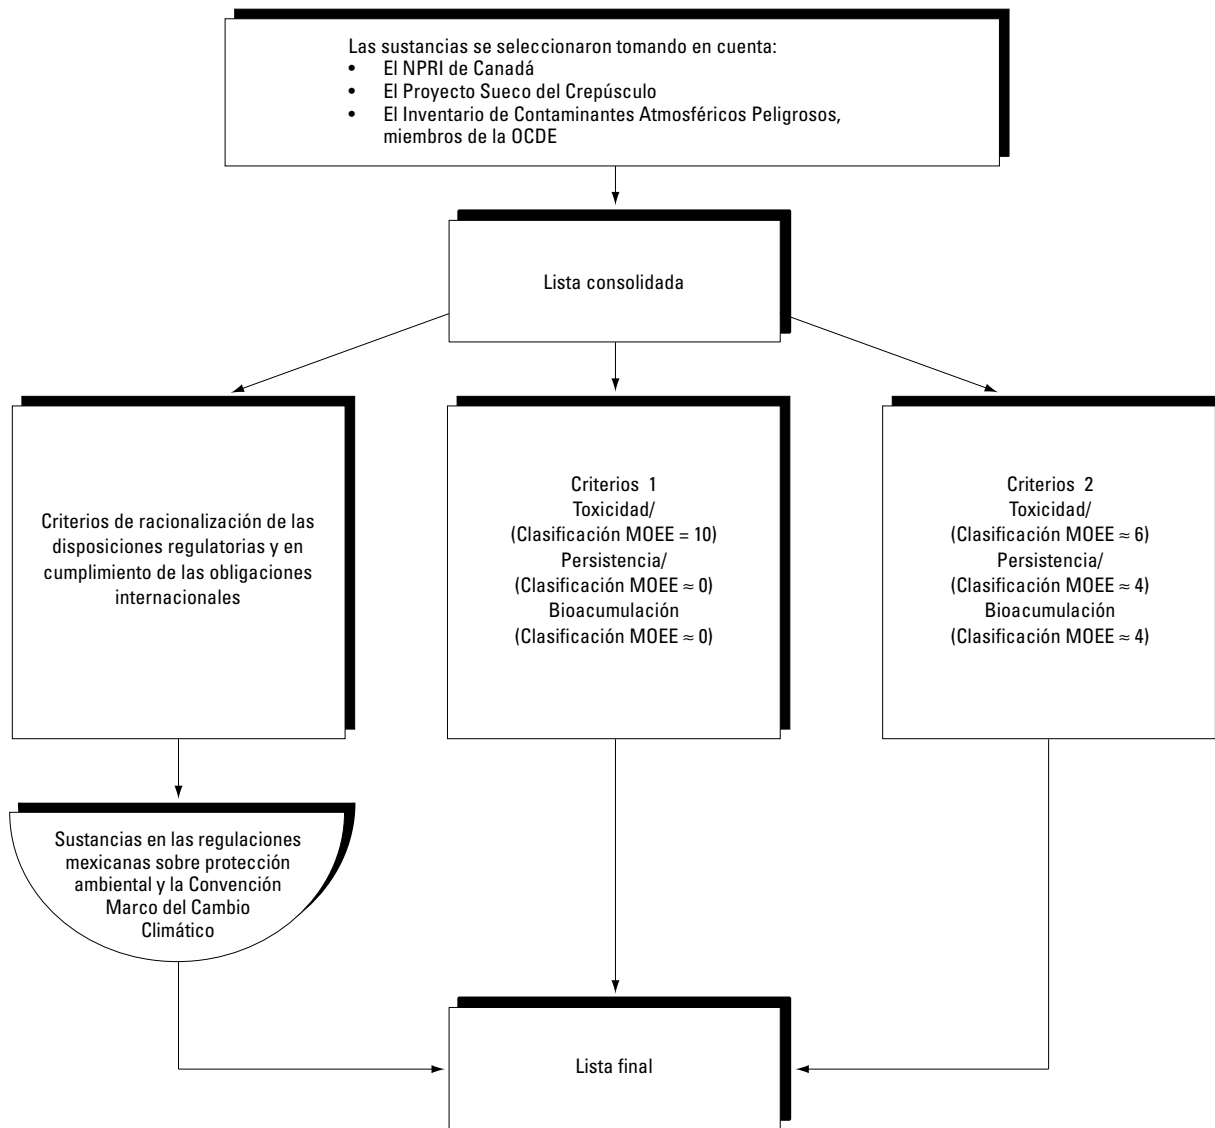 Las sustancias se seleccionaron tomando en cuenta:
• El NPRI de Canadá
• El Proyecto Sueco del Crepúsculo
• El Inventario de Contaminantes Atmosféricos Peligrosos,
miembros de la OCDE
Lista consolidada
Criterios de racionalización de las
disposiciones regulatorias y en
cumplimiento de las obligaciones
internacionales
Criterios 1
Toxicidad/
(Clasificación MOEE = 10)
Persistencia/
(Clasificación MOEE ≈ 0)
Bioacumulación
(Clasificación MOEE ≈ 0)
Criterios 2
Toxicidad/
(Clasificación MOEE ≈ 6)
Persistencia/
(Clasificación MOEE ≈ 4)
Bioacumulación
(Clasificación MOEE ≈ 4)
Sustancias en las regulaciones
mexicanas sobre protección
ambiental y la Convención
Marco del Cambio
Climático
Lista final